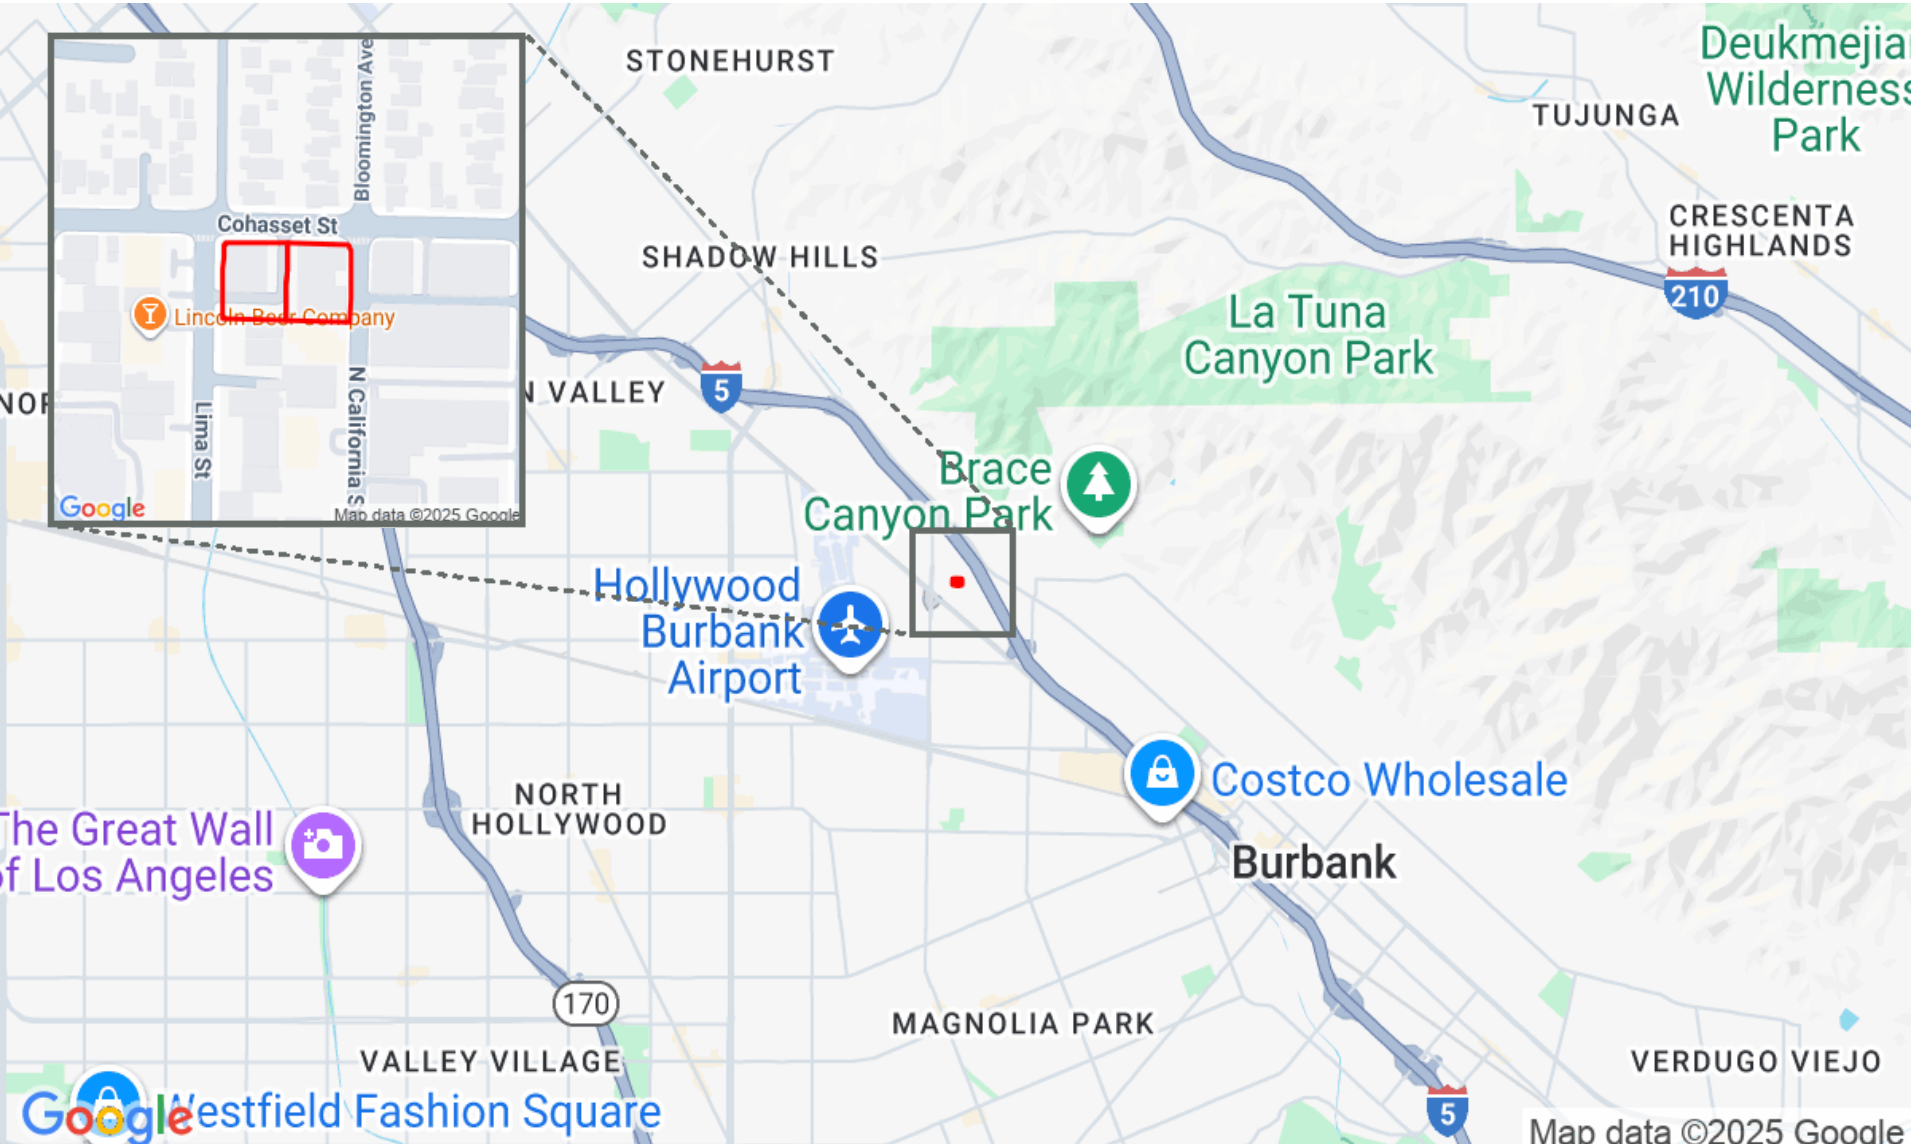 STONEHURST
Deukmejian
Wilderness
Park
TUJUNGA
Bloomington Ave
Cohasset St
Lincoln Beer Company
Lima St
N California S
Google
Map data ©2025 Google
SHADOW HILLS
CRESCENTA
HIGHLANDS
210
La Tuna
Canyon Park
5
N VALLEY
NOR
Brace
Canyon Park
Hollywood
Burbank
Airport
Costco Wholesale
NORTH
HOLLYWOOD
The Great Wall
of Los Angeles
Burbank
170
MAGNOLIA PARK
VALLEY VILLAGE
VERDUGO VIEJO
5
Westfield Fashion Square
Google
Map data ©2025 Google